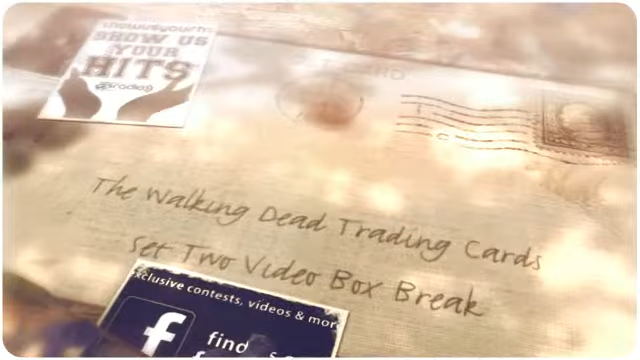 SHOW US
YOUR
HITS
The Walking Dead Trading Cards
Set Two Video Box Break
Exclusive contests, videos & mor
f find